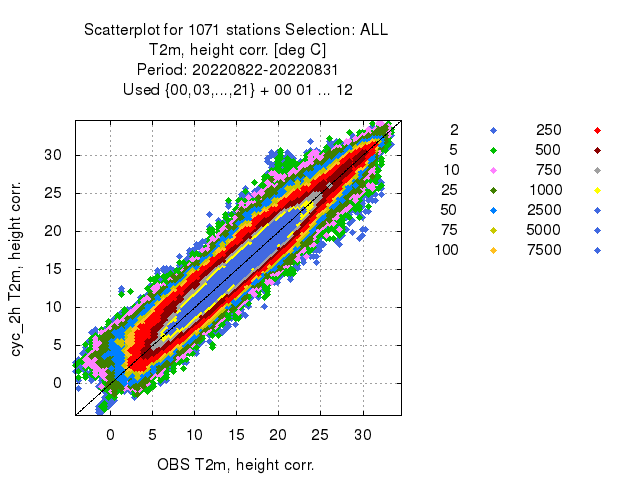 Scatterplot for 1071 stations Selection: ALL
T2m, height corr. [deg C]
Period: 20220822-20220831
Used {00,03,...,21} + 00 01 ... 12
30
25
20
15
10
5
0
cyc_2h T2m, height corr.
0 5 10 15 20 25 30
OBS T2m, height corr.
2 250
5 500
10 750
25 1000
50 2500
75 5000
100 7500